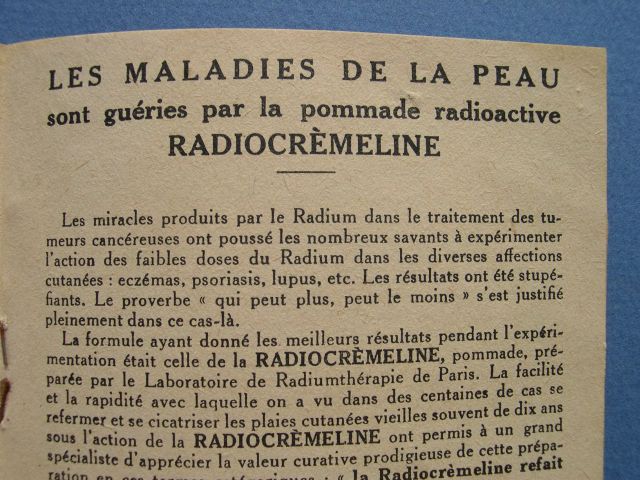 LES MALADIES DE LA PEAU
sont guéries par la pommade radioactive
RADIOCRÈMELINE
Les miracles produits par le Radium dans le traitement des tu-
meurs cancéreuses ont poussé les nombreux savants à expérimenter
l'action des faibles doses du Radium dans les diverses affections
cutanées : eczémas, psoriasis, lupus, etc. Les résultats ont été stupé-
fiants. Le proverbe « qui peut plus, peut le moins » s'est justifié
pleinement dans ce cas-là.
La formule ayant donné les meilleurs résultats pendant l'expéri-
mentation était celle de la RADIOCRÈMELINE, pommade, pré-
parée par le Laboratoire de Radiumthérapie de Paris. La facilité
et la rapidité avec laquelle on a vu dans des centaines de cas se
refermer et se cicatriser les plaies cutanées vieilles souvent de dix ans
sous l'action de la RADIOCRÈMELINE ont permis à un grand
spécialiste d'apprécier la valeur curative prodigieuse de cette prépa-
ration en ces termes catégoriques : « la Radiocrèmeline refait